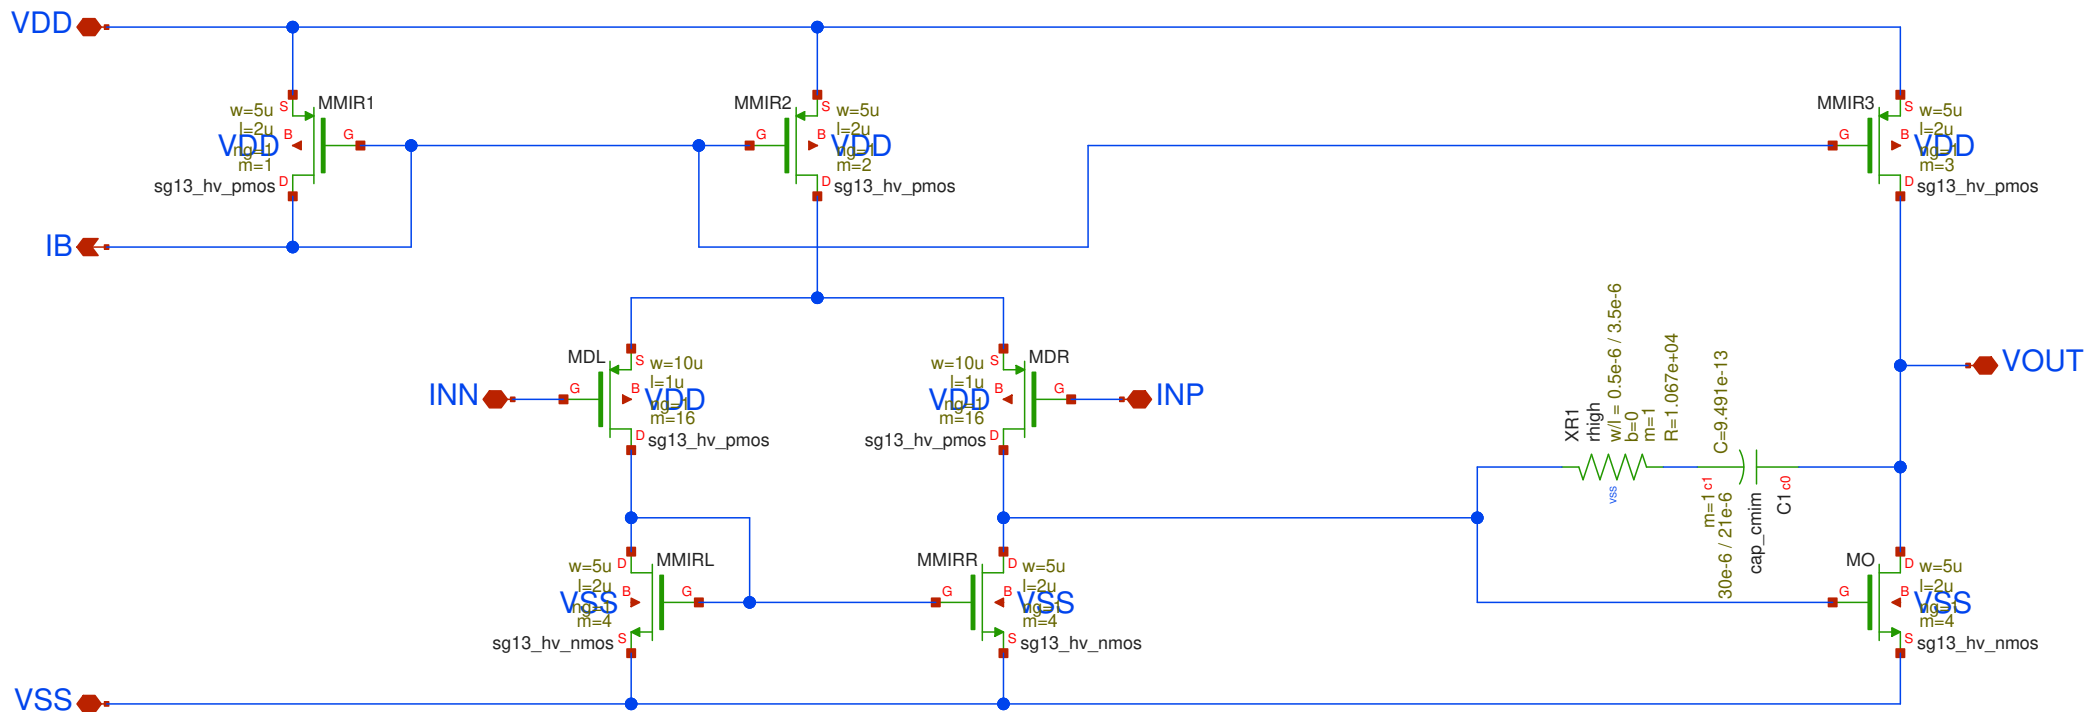 VDD
MMIR1
w=5u
l=2u
ng=1
m=1
S
B
G
D
VDD
sg13_hv_pmos
MMIR2
w=5u
l=2u
ng=1
m=2
S
B
G
D
VDD
sg13_hv_pmos
MMIR3
w=5u
l=2u
ng=1
m=3
S
B
G
D
VDD
sg13_hv_pmos
IB
MDL
w=10u
l=1u
ng=1
m=16
S
B
G
D
VDD
sg13_hv_pmos
INN
MDR
w=10u
l=1u
ng=1
m=16
S
B
G
D
VDD
sg13_hv_pmos
INP
XR1
rhigh
w/l = 0.5e-6 / 3.5e-6
b=0
m=1
R=1.067e+04
vss
C=9.491e-13
c1
m=1
30e-6 / 21e-6
cap_cmim
C1
c0
VOUT
MMIRL
w=5u
l=2u
ng=1
m=4
D
B
G
S
VSS
sg13_hv_nmos
MMIRR
w=5u
l=2u
ng=1
m=4
D
B
G
S
VSS
sg13_hv_nmos
MO
w=5u
l=2u
ng=1
m=4
D
B
G
S
VSS
sg13_hv_nmos
VSS